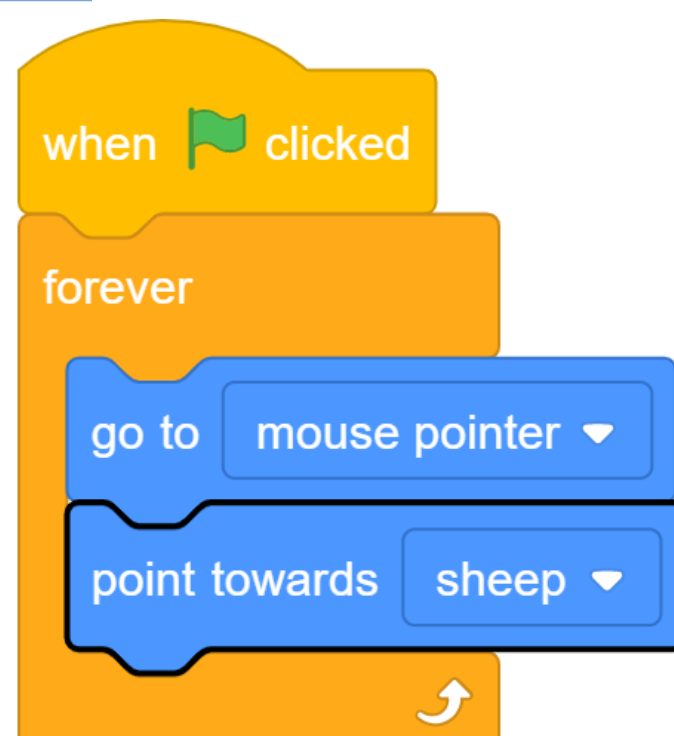 when clicked
forever
go to mouse pointer
point towards sheep